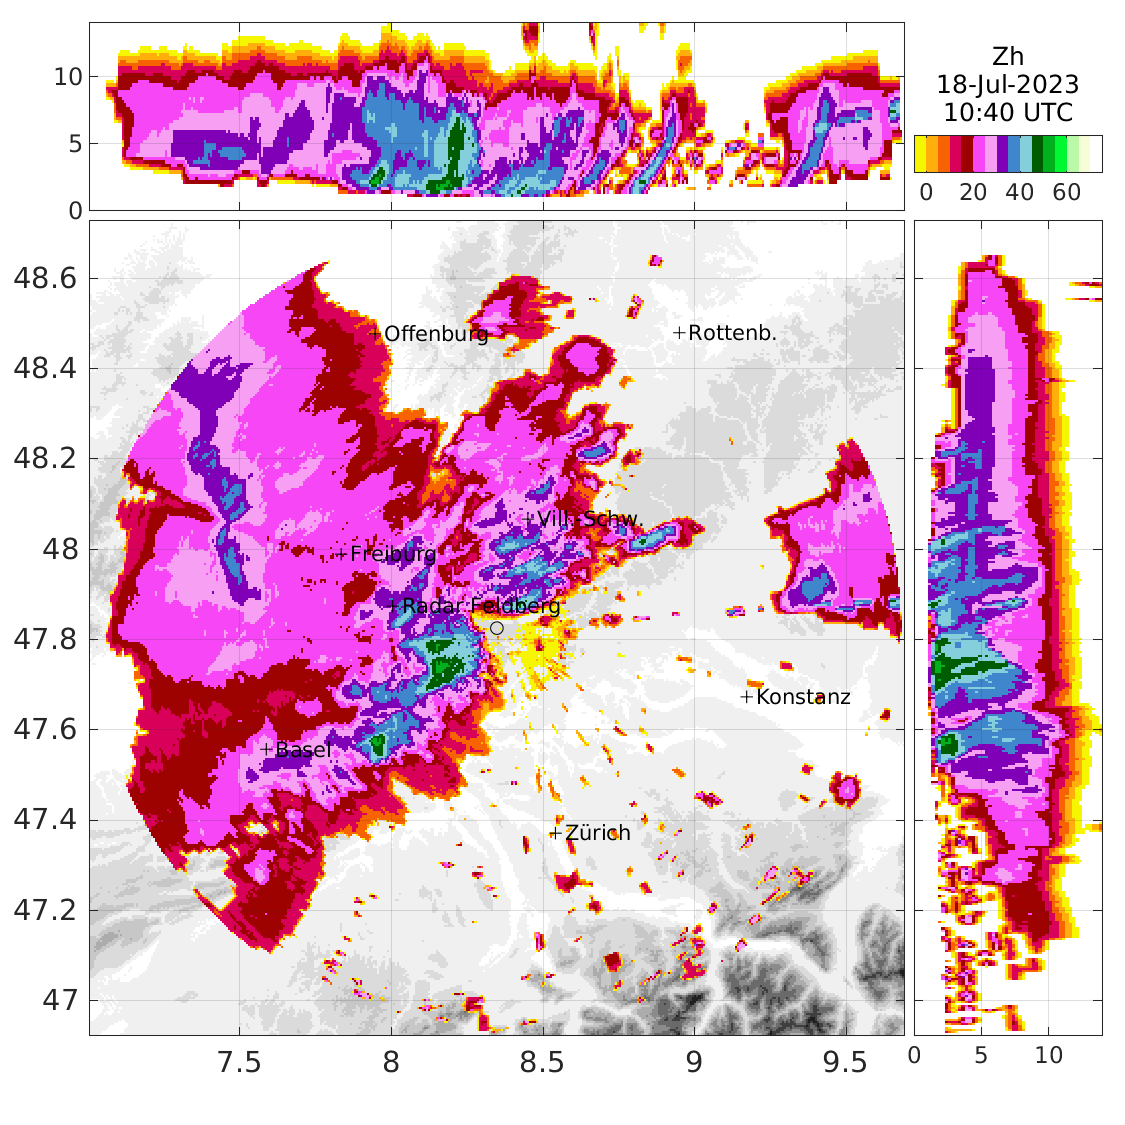 10
5
0
Zh
18-Jul-2023
10:40 UTC
0 20 40 60
48.6
48.4
48.2
48
47.8
47.6
47.4
47.2
47
Offenburg
Rottenb.
Vill.-Schw.
Freiburg
Radar Feldberg
Konstanz
Basel
Zürich
7.5 8 8.5 9 9.5
0 5 10